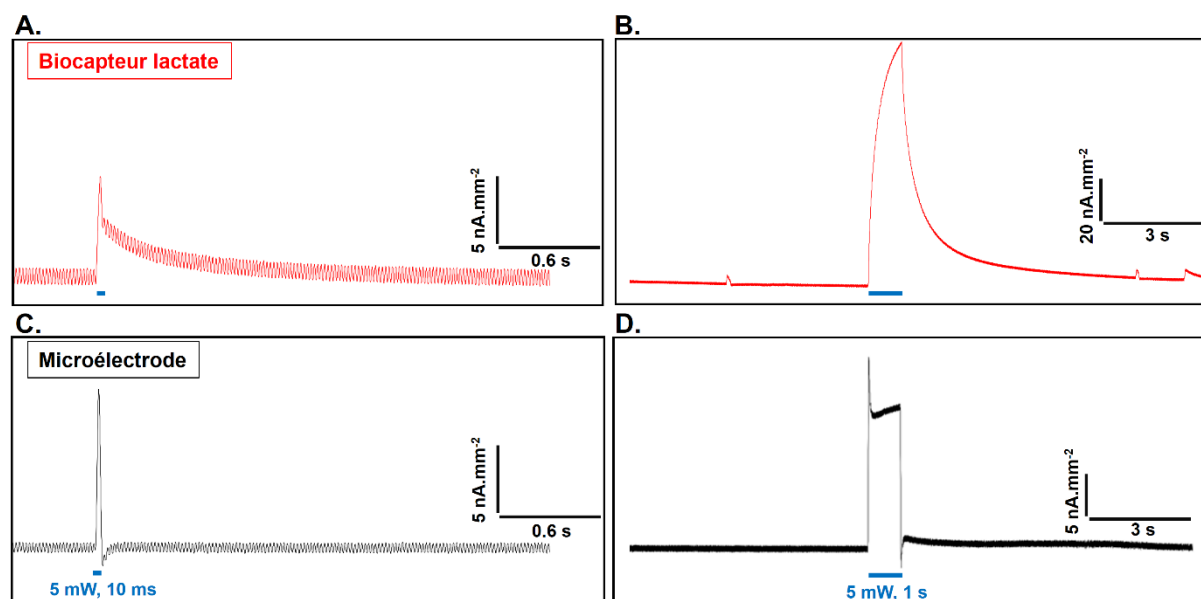 A.
Biocapteur lactate
5 nA.mm⁻²
0.6 s
B.
20 nA.mm⁻²
3 s
C.
Microélectrode
5 nA.mm⁻²
0.6 s
5 mW, 10 ms
D.
5 nA.mm⁻²
3 s
5 mW. 1 s